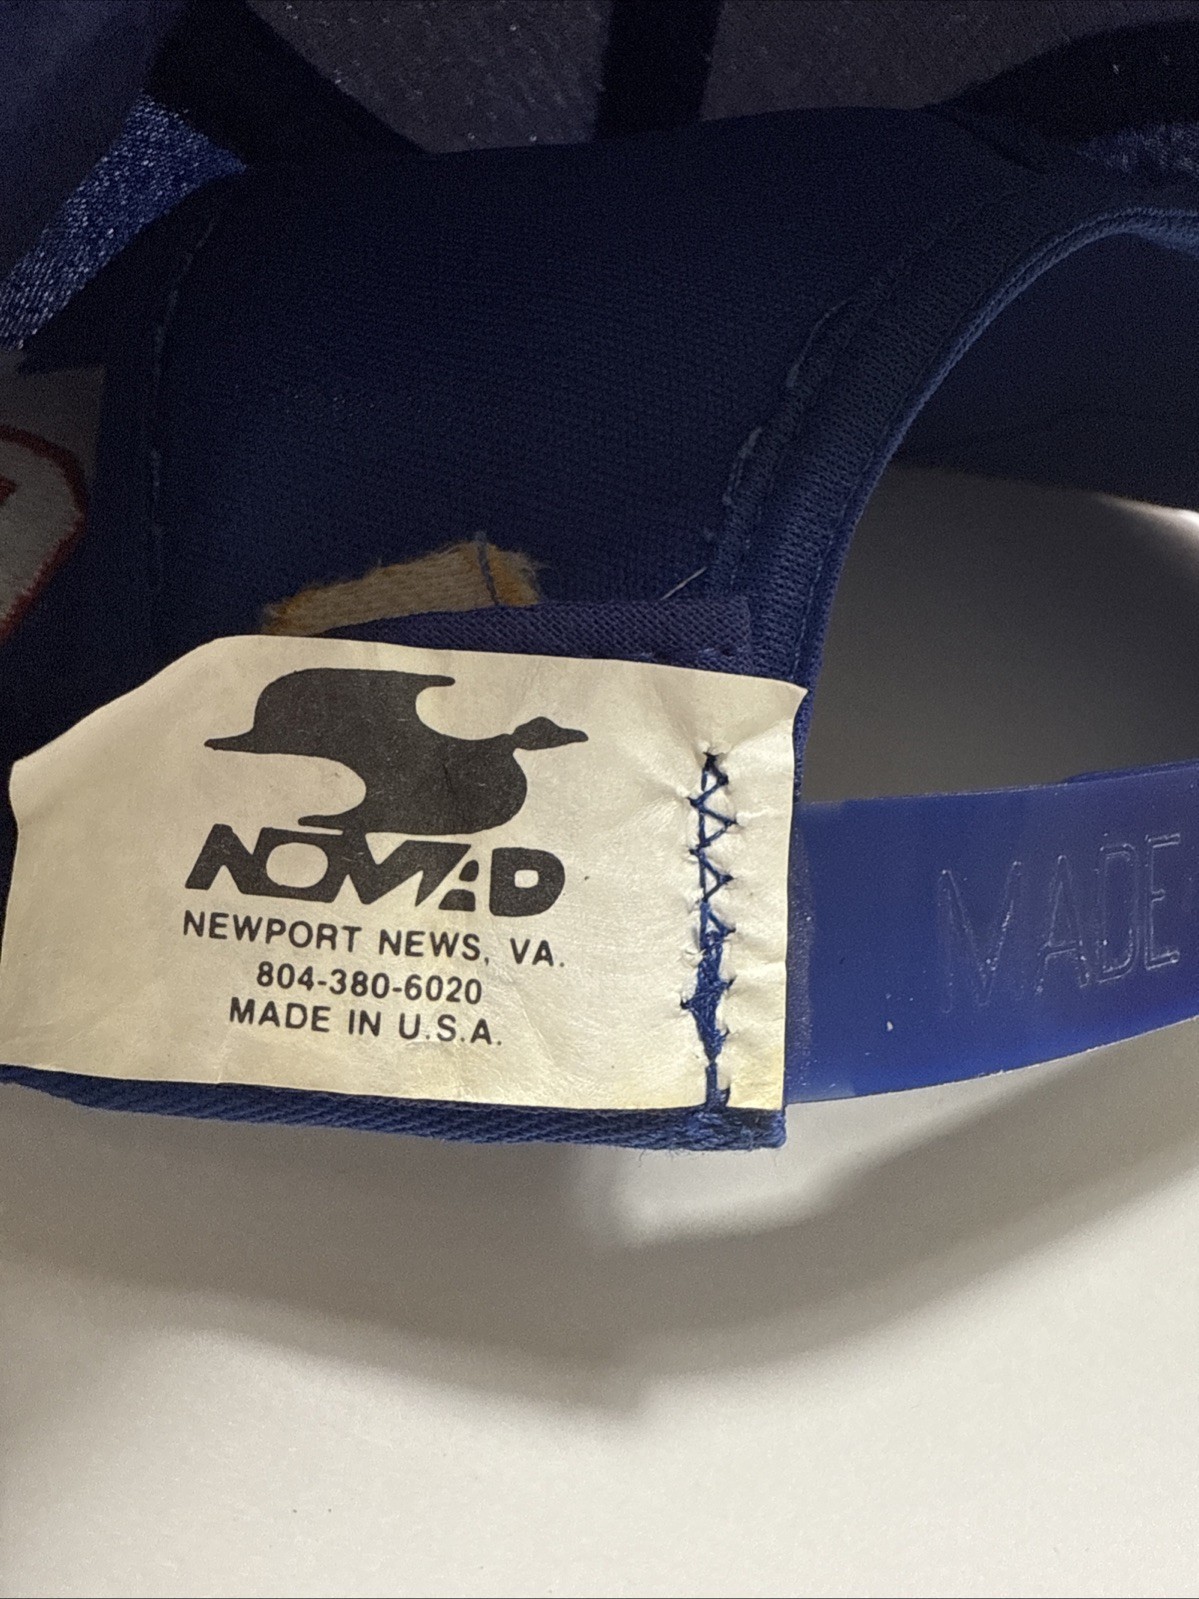 NOMAD
NEWPORT NEWS, VA.
804-380-6020
MADE IN U.S.A.
MADE